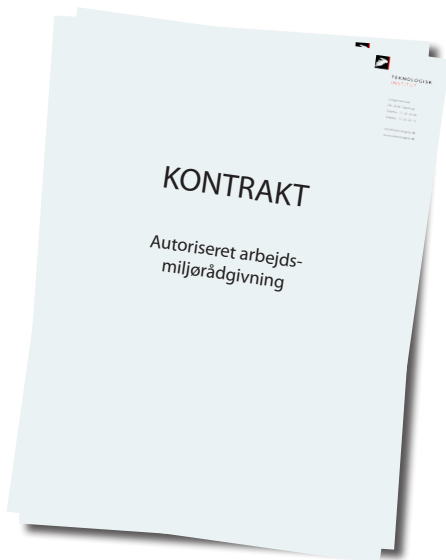 TEKNOLOGISK
INSTITUT
KONTRAKT
Autoriseret arbejds-
miljørådgivning